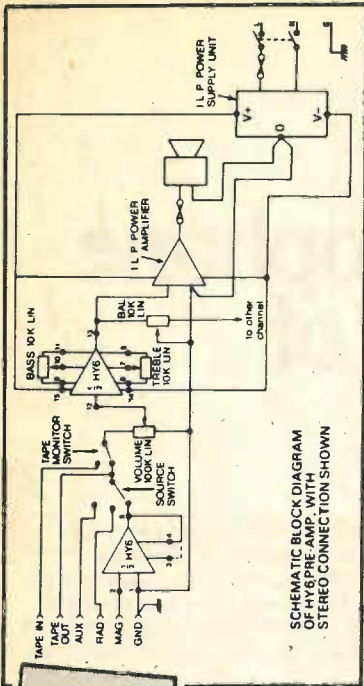 TAPE IN
TAPE
OUT
AUX
RAD
MAG
GND
TAPE
MONITOR
SWITCH
SOURCE
SWITCH
VOLUME
100K LIN
BASS 10K LIN
HY6
TREBLE
10K LIN
HY6
BAL
10K
LIN
to other
channel
I L P POWER
AMPLIFIER
I L P POWER
SUPPLY UNIT
V+
O
V-
L
N
SCHEMATIC BLOCK DIAGRAM
OF HY6 PRE-AMP, WITH
STEREO CONNECTION SHOWN